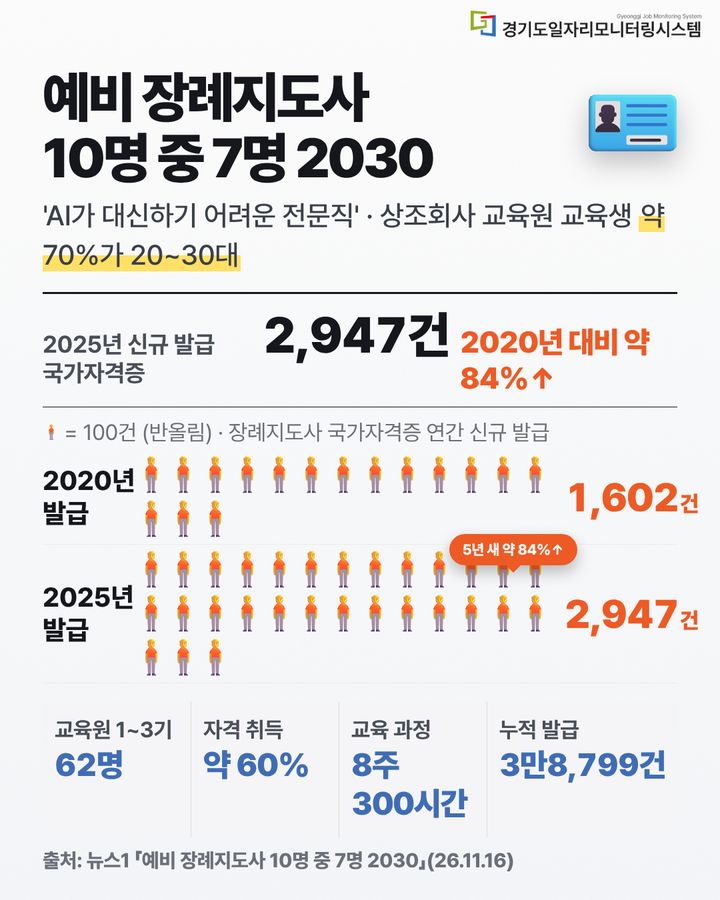 Gyeonggi Job Monitoring System
경기도일자리모니터링시스템
예비 장례지도사
10명 중 7명 2030
'AI가 대신하기 어려운 전문직' · 상조회사 교육원 교육생 약
70%가 20~30대
2025년 신규 발급
국가자격증
2,947건
2020년 대비 약
84%↑
= 100건 (반올림) · 장례지도사 국가자격증 연간 신규 발급
2020년
발급
1,602건
5년 새 약 84%↑
2025년
발급
2,947건
교육원 1~3기
62명
자격 취득
약 60%
교육 과정
8주
300시간
누적 발급
3만8,799건
출처: 뉴스1 「예비 장례지도사 10명 중 7명 2030」(26.11.16)